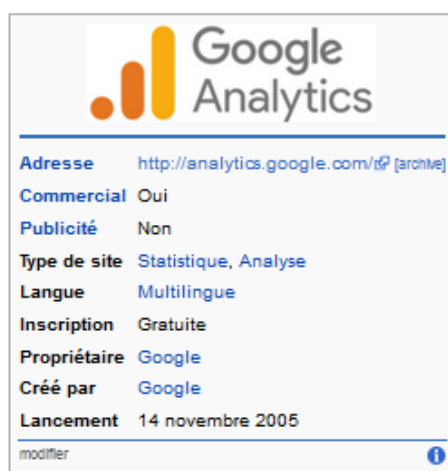 Google
Analytics
Adresse http://analytics.google.com/ [archive]
Commercial Oui
Publicité Non
Type de site Statistique, Analyse
Langue Multilingue
Inscription Gratuite
Propriétaire Google
Créé par Google
Lancement 14 novembre 2005
modifier